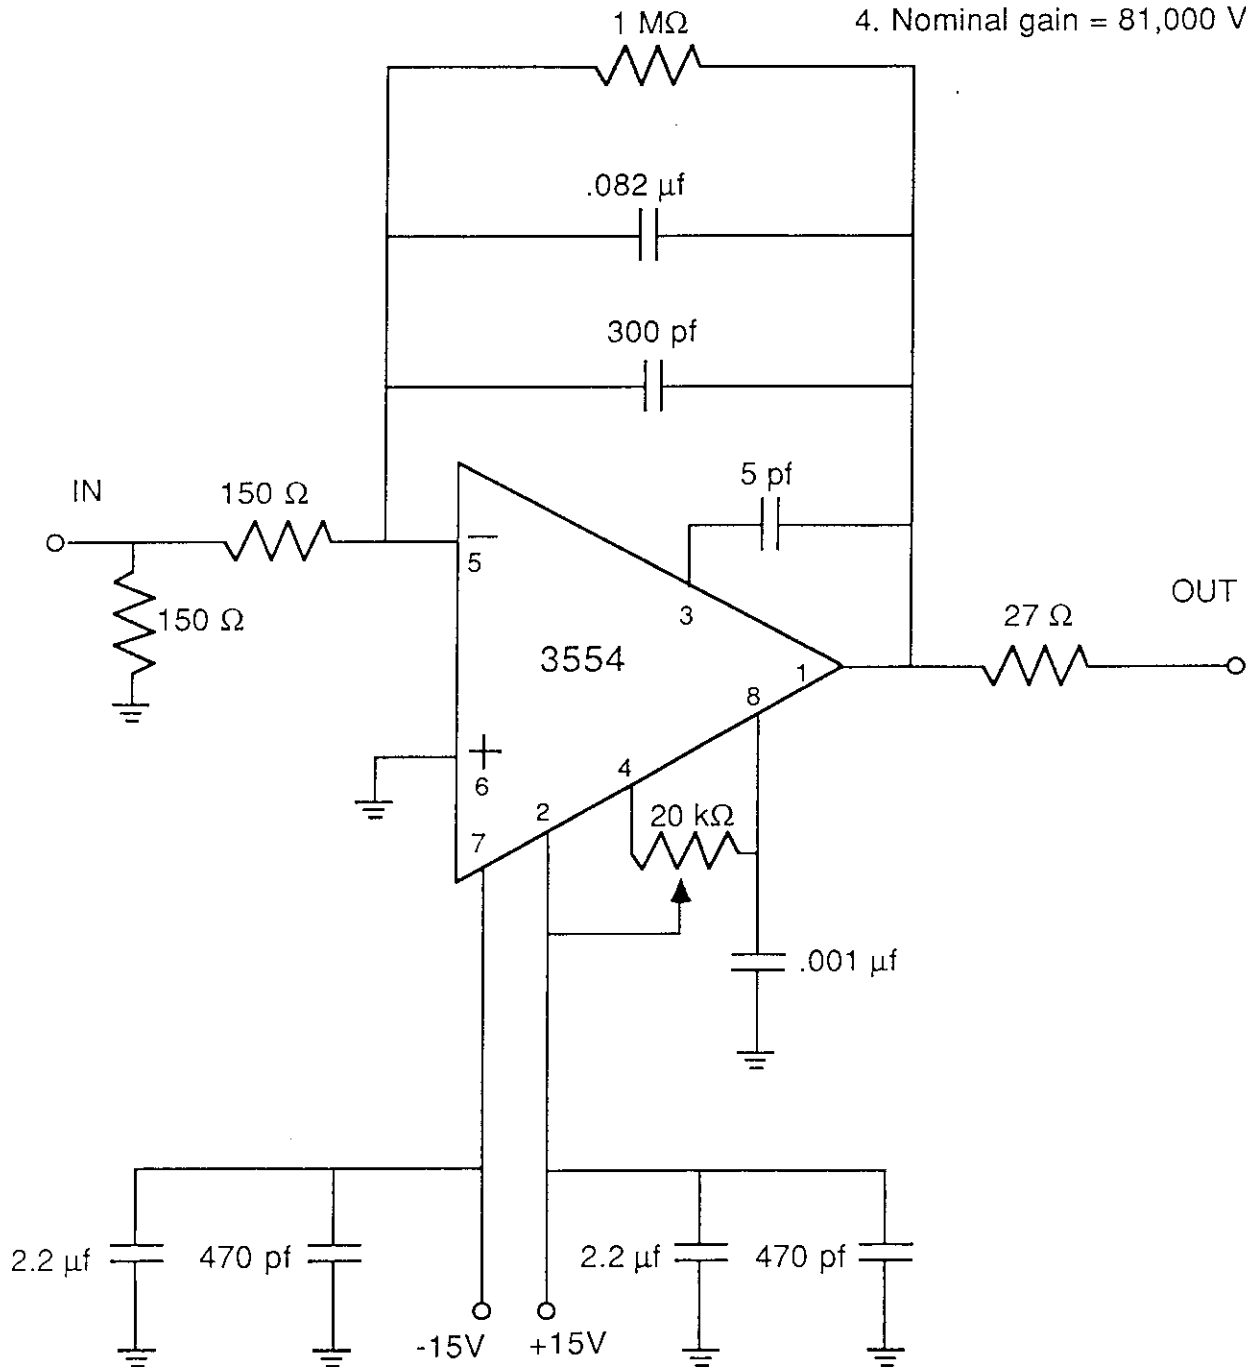 4. Nominal gain = 81,000 V
1 MΩ
.082 µf
300 pf
5 pf
IN
150 Ω
5
150 Ω
3
27 Ω
OUT
3554
1
8
6
4
20 kΩ
2
7
.001 µf
2.2 µf
470 pf
2.2 µf
470 pf
-15V
+15V